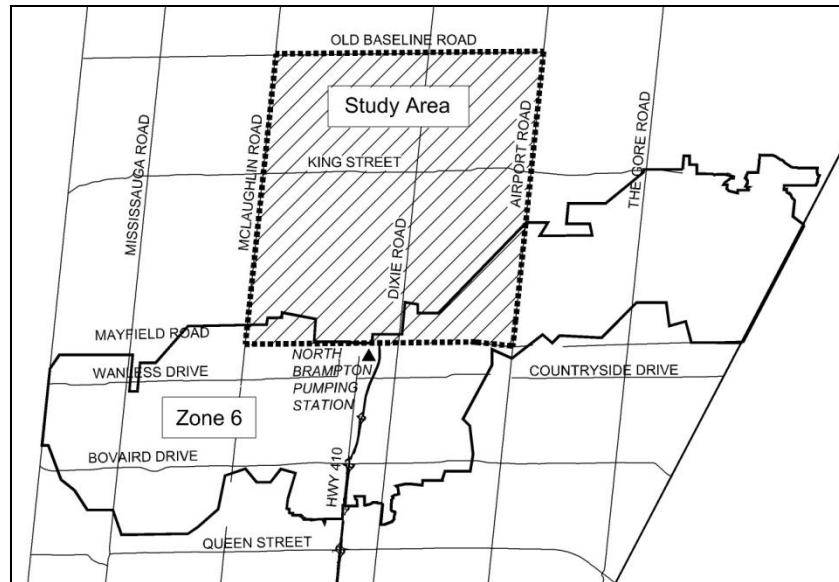 OLD BASELINE ROAD
Study Area
MISSISSAUGA ROAD
MCLAUGHLIN ROAD
KING STREET
DIXIE ROAD
AIRPORT ROAD
THE GORE ROAD
MAYFIELD ROAD
WANLESS DRIVE
NORTH
BRAMPTON
PUMPING
STATION
COUNTRYSIDE DRIVE
Zone 6
BOVAIRD DRIVE
HWY 410
QUEEN STREET